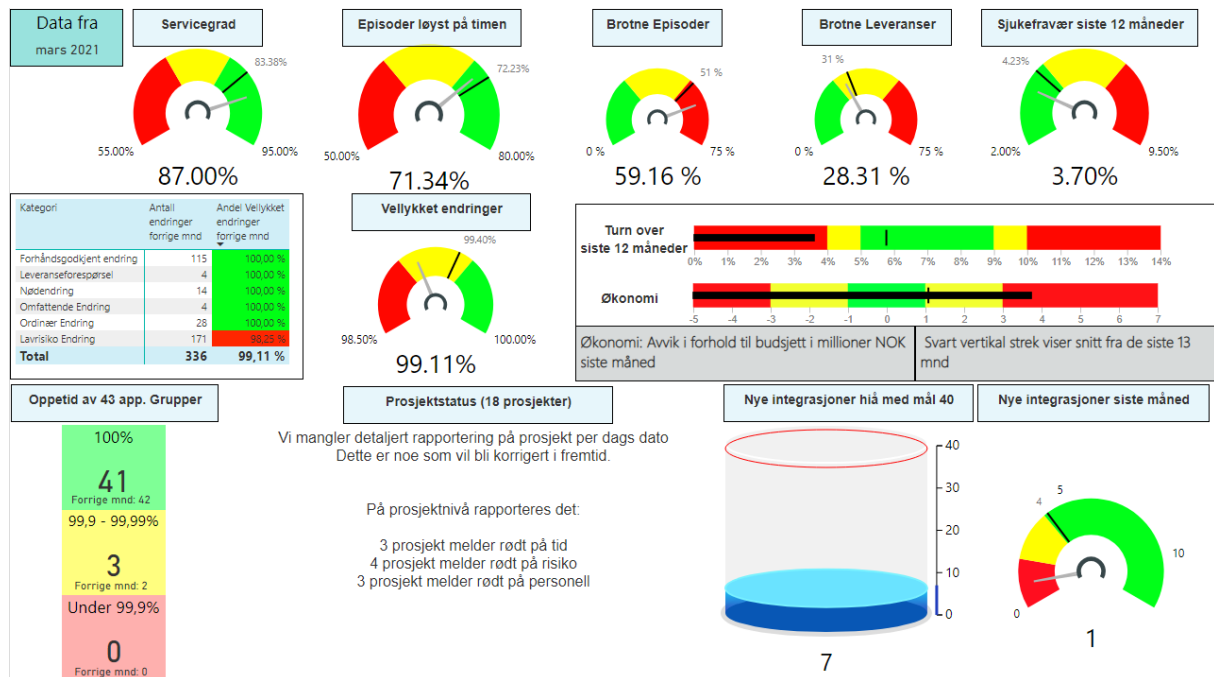 Data fra
mars 2021
Servicegrad
83.38%
55.00%
95.00%
87.00%
Episoder løyst på timen
72.23%
50.00%
80.00%
71.34%
Brotne Episoder
51 %
0 %
75 %
59.16 %
Brotne Leveranser
31 %
0 %
75 %
28.31 %
Sjukefravær siste 12 måneder
4.23%
2.00%
9.50%
3.70%
Kategori Antall endringer forrige mnd Andel Vellykket endringer forrige mnd
Forhåndsgodkjent endring 115 100,00 %
Leveranseforespørsel 4 100,00 %
Nødendring 14 100,00 %
Omfattende Endring 4 100,00 %
Ordinær Endring 28 100,00 %
Lavrisiko Endring 171 98,25 %
Total 336 99,11 %
Vellykket endringer
99.40%
98.50%
100.00%
99.11%
Turn over
siste 12 måneder
0% 1% 2% 3% 4% 5% 6% 7% 8% 9% 10% 11% 12% 13% 14%
Økonomi
-5 -4 -3 -2 -1 0 1 2 3 4 5 6 7
Økonomi: Avvik i forhold til budsjett i millioner NOK
siste måned
Svart vertikal strek viser snitt fra de siste 13
mnd
Oppetid av 43 app. Grupper
100%
41
Forrige mnd: 42
99,9 - 99,99%
3
Forrige mnd: 2
Under 99,9%
0
Forrige mnd: 0
Prosjektstatus (18 prosjekter)
Vi mangler detaljert rapportering på prosjekt per dags dato
Dette er noe som vil bli korrigert i fremtid.
På prosjektnivå rapporteres det:
3 prosjekt melder rødt på tid
4 prosjekt melder rødt på risiko
3 prosjekt melder rødt på personell
Nye integrasjoner hiå med mål 40
40
30
20
10
0
7
Nye integrasjoner siste måned
4
5
10
0
1